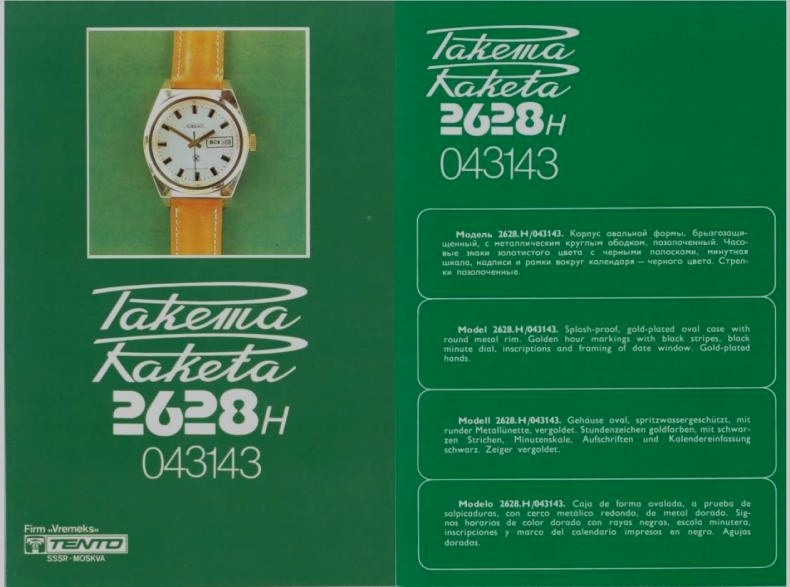 Ракета
Raketa
2628H
043143
Firm «Vremeks»
TENTO
SSSR - MOSKVA
Ракета
Raketa
2628H
043143
Модель 2628.Н/043143. Корпус овальной формы, брызгозащи-
щенный, с металлическим круглым ободком, позолоченный. Часо-
вые знаки золотистого цвета с черными полосками, минутная
шкала, надписи и рамки вокруг календаря — черного цвета. Стрел-
ки позолоченные.
Model 2628.H/043143. Splash-proof, gold-plated oval case with
round metal rim. Golden hour markings with black stripes, black
minute dial, inscriptions and framing of date window. Gold-plated
hands.
Modell 2628.H/043143. Gehäuse oval, spritzwassergeschützt, mit
runder Metallünette, vergoldet. Stundenzeichen goldfarben, mit schwar-
zen Strichen, Minutenskale, Aufschriften und Kalendereinfassung
schwarz. Zeiger vergoldet.
Modelo 2628.H/043143. Caja de forma ovalada, a prueba de
salpicaduras, con cerco metálico redondo, de metal dorado. Sig-
nos horarios de color dorado con rayas negras, escala minutera,
inscripciones y marco del calendario impresos en negro. Agujas
doradas.